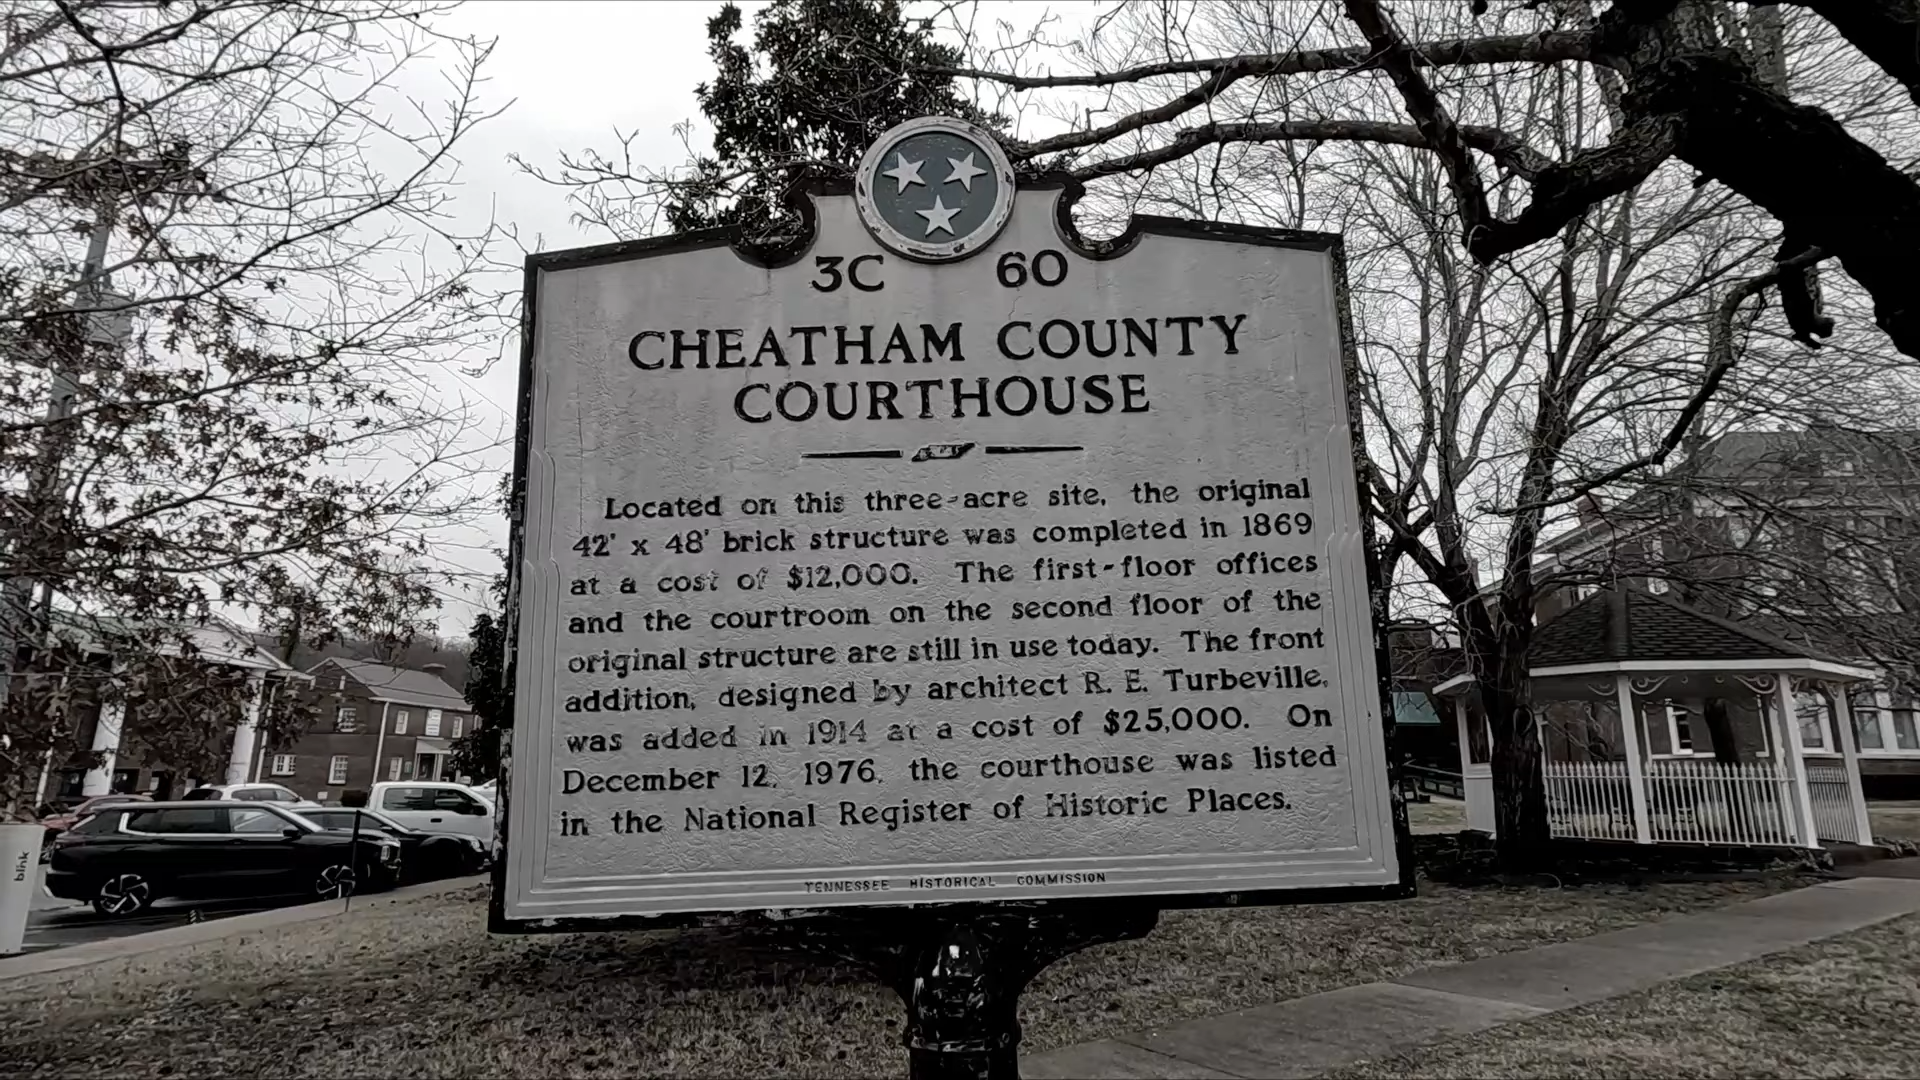 3C 60
CHEATHAM COUNTY
COURTHOUSE
Located on this three-acre site, the original
42' x 48' brick structure was completed in 1869
at a cost of $12,000. The first-floor offices
and the courtroom on the second floor of the
original structure are still in use today. The front
addition, designed by architect R. E. Turbeville,
was added in 1914 at a cost of $25,000. On
December 12, 1976, the courthouse was listed
in the National Register of Historic Places.
TENNESSEE HISTORICAL COMMISSION
blink